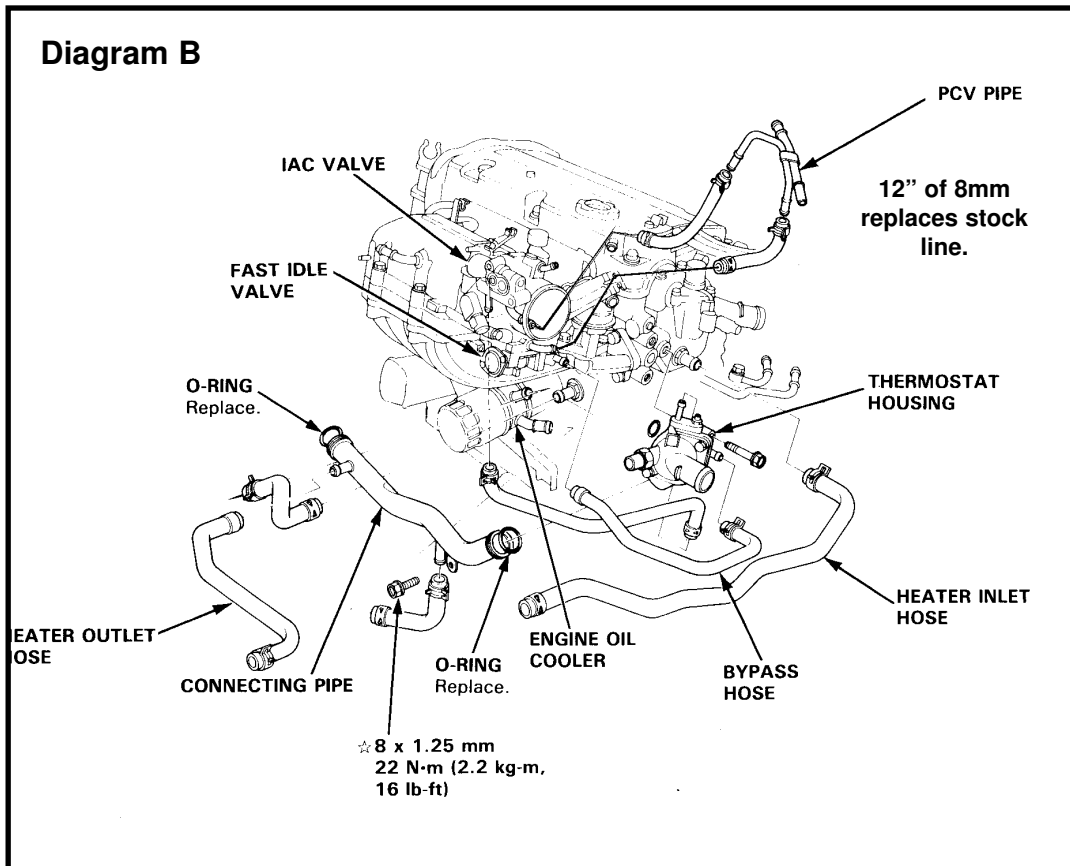 Diagram B
PCV PIPE
IAC VALVE
12” of 8mm
replaces stock
line.
FAST IDLE
VALVE
O-RING
Replace.
THERMOSTAT
HOUSING
HEATER INLET
HOSE
EATER OUTLET
OSE
ENGINE OIL
COOLER
O-RING
Replace.
BYPASS
HOSE
CONNECTING PIPE
☆8 x 1.25 mm
22 N·m (2.2 kg-m,
16 lb-ft)